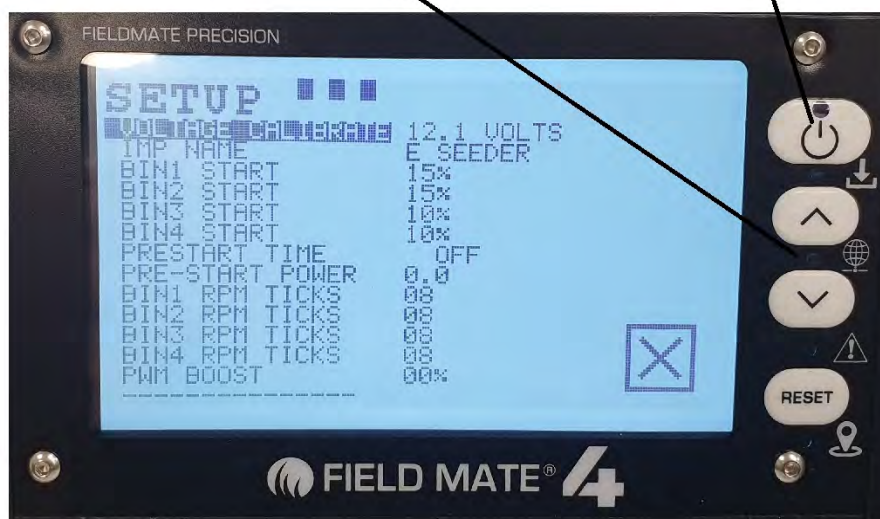 FIELDMATE PRECISION
SETUP
VOLTAGE CALIBRATE 12.1 VOLTS
IMP NAME E SEEDER
BIN1 START 15%
BIN2 START 15%
BIN3 START 10%
BIN4 START 10%
PRESTART TIME OFF
PRE-START POWER 0.0
BIN1 RPM TICKS 08
BIN2 RPM TICKS 08
BIN3 RPM TICKS 08
BIN4 RPM TICKS 08
PWM BOOST 00%
RESET
FIELD MATE® 4